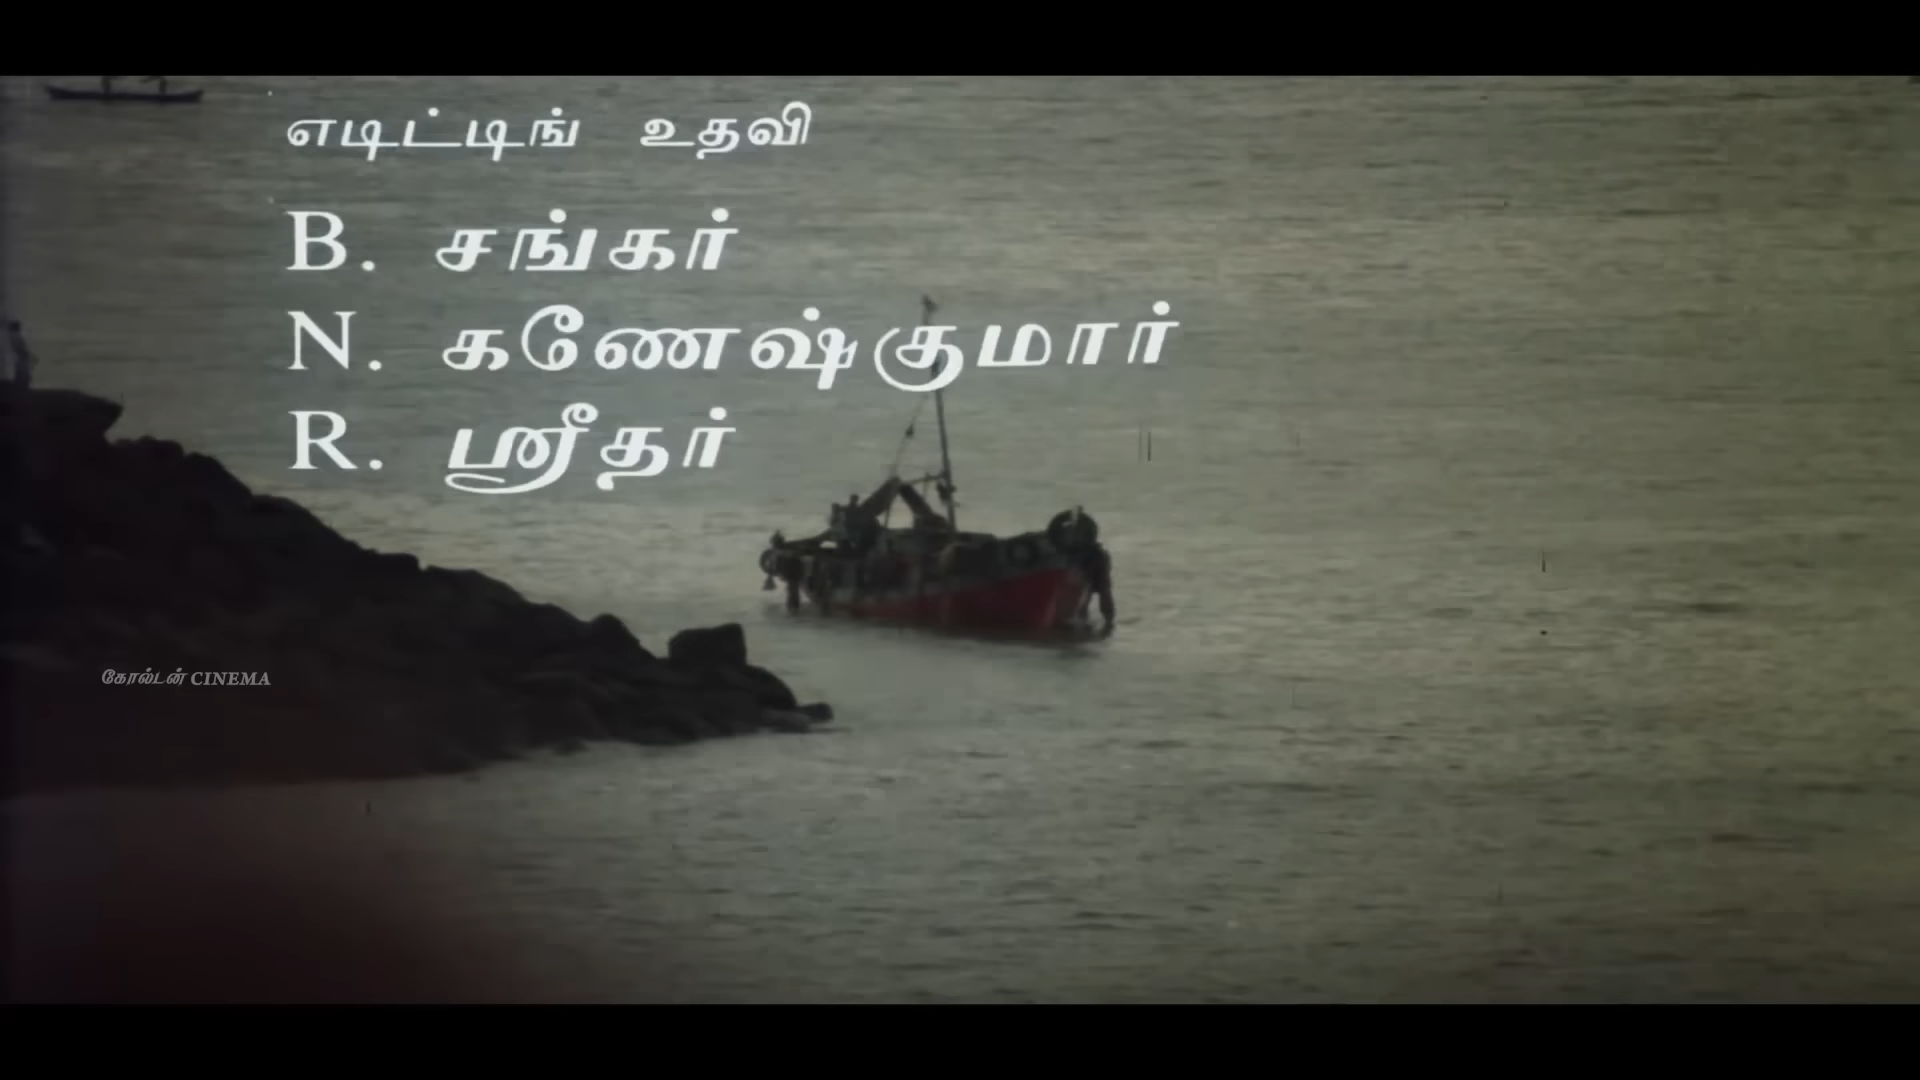 எடிட்டிங் உதவி
B. சங்கர்
N. கணேஷ்குமார்
R. ஸ்ரீதர்
கோல்டன் CINEMA